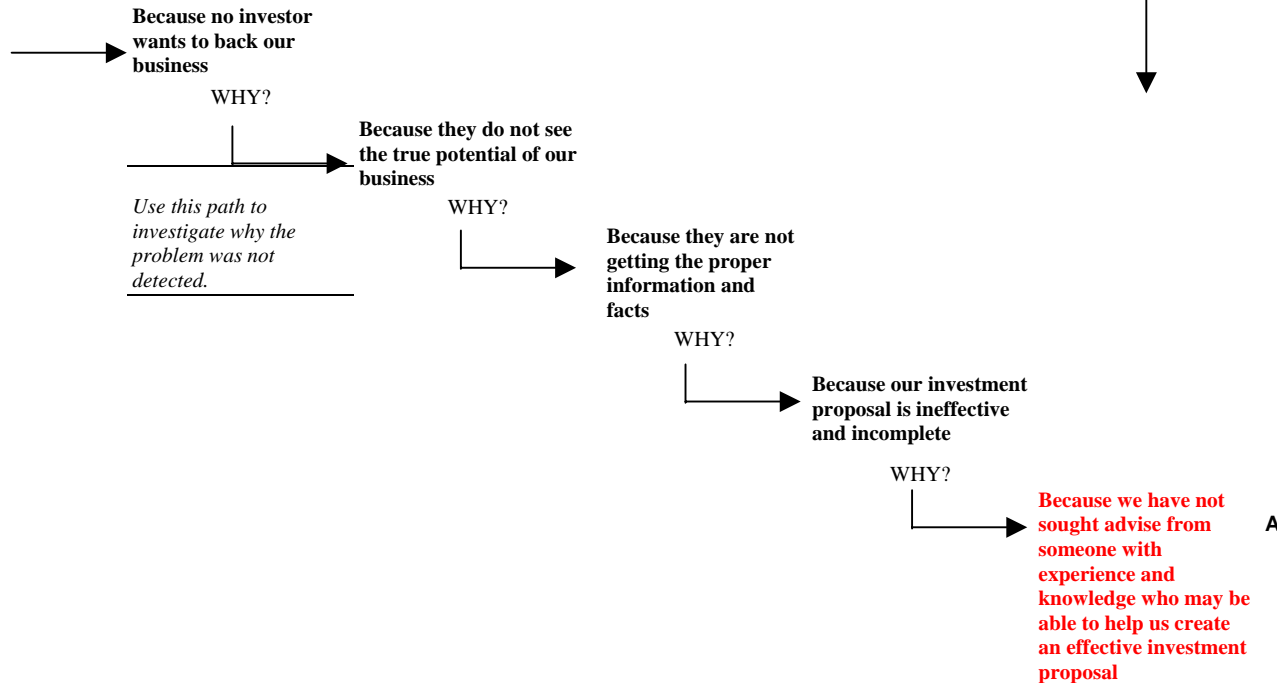 Because no investor
wants to back our
business
WHY?
Because they do not see
the true potential of our
business
Use this path to
investigate why the
problem was not
detected.
WHY?
Because they are not
getting the proper
information and
facts
WHY?
Because our investment
proposal is ineffective
and incomplete
WHY?
Because we have not
sought advise from
someone with
experience and
knowledge who may be
able to help us create
an effective investment
proposal
A